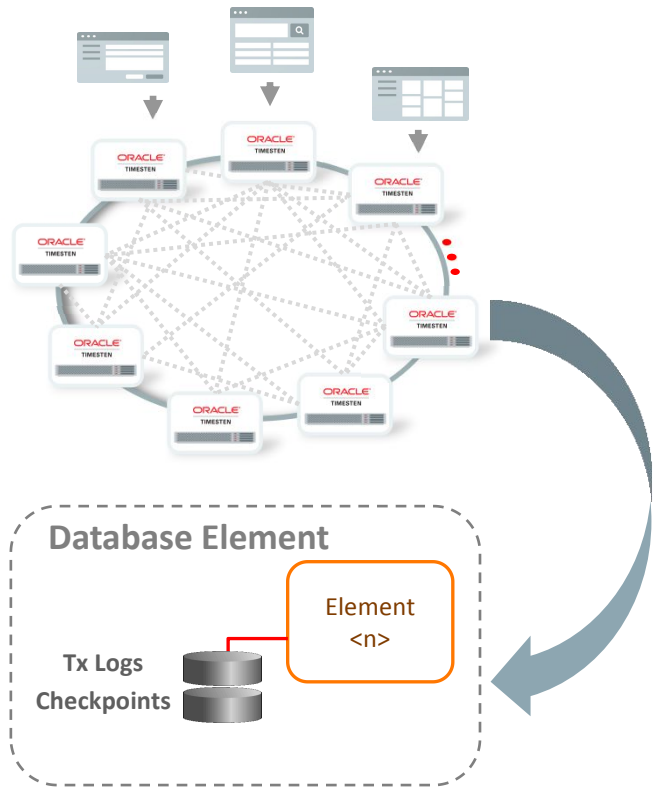 ORACLE
TIMESTEN
ORACLE
TIMESTEN
ORACLE
TIMESTEN
ORACLE
TIMESTEN
ORACLE
TIMESTEN
ORACLE
TIMESTEN
ORACLE
TIMESTEN
ORACLE
TIMESTEN
Database Element
Element
<n>
Tx Logs
Checkpoints